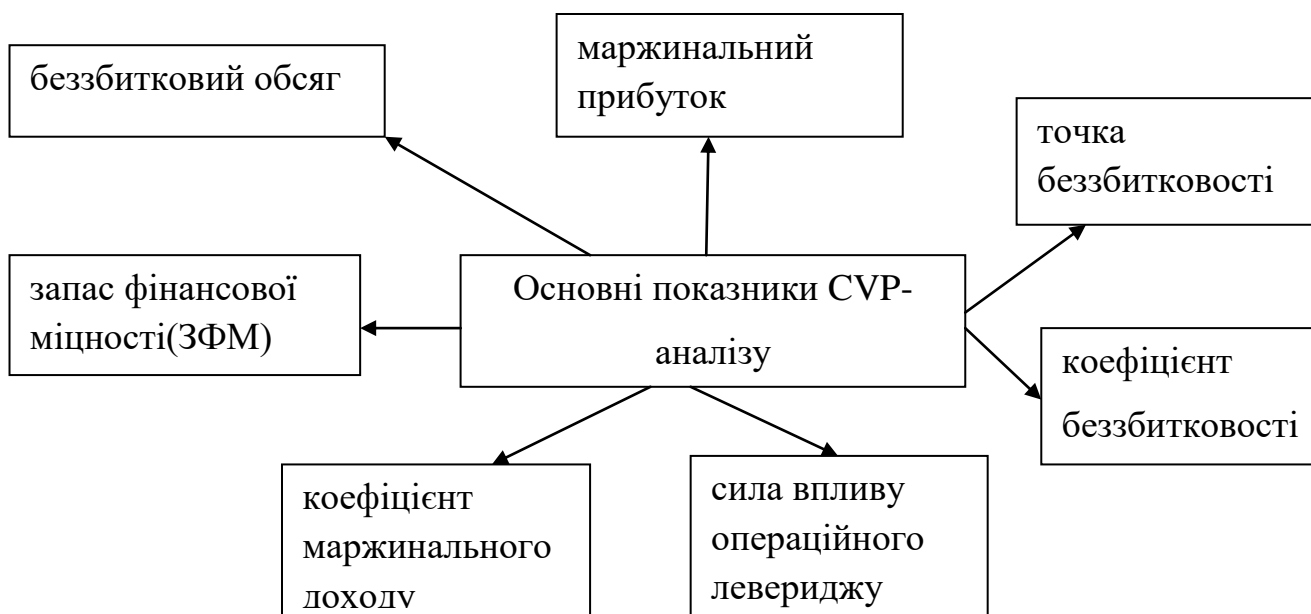 беззбитковий обсяг
маржинальний
прибуток
точка
беззбитковості
запас фінансової
міцності(ЗФМ)
Основні показники CVP-
аналізу
коефіцієнт
беззбитковості
коефіцієнт
маржинального
доходу
сила впливу
операційного
левериджу